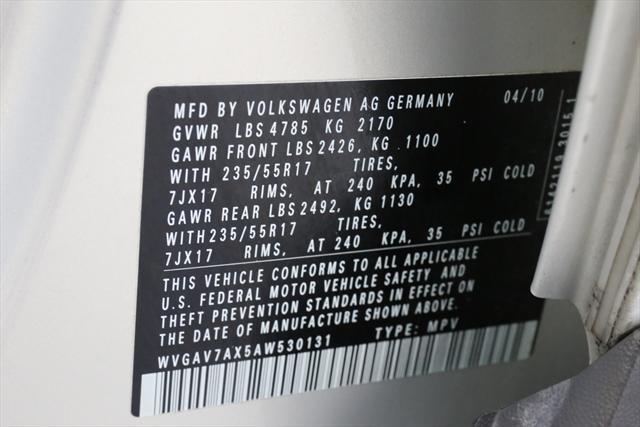 MFD BY VOLKSWAGEN AG GERMANY 04/10
GVWR LBS 4785 KG 2170
GAWR FRONT LBS 2426, KG 1100
WITH 235/55R17 TIRES,
7JX17 RIMS, AT 240 KPA, 35 PSI COLD
GAWR REAR LBS 2492, KG 1130
WITH 235/55R17 TIRES,
7JX17 RIMS, AT 240 KPA, 35 PSI COLD
THIS VEHICLE CONFORMS TO ALL APPLICABLE
U.S. FEDERAL MOTOR VEHICLE SAFETY AND
THEFT PREVENTION STANDARDS IN EFFECT ON
THE DATE OF MANUFACTURE SHOWN ABOVE.
WVGAV7AX5AW530131 TYPE: MPV